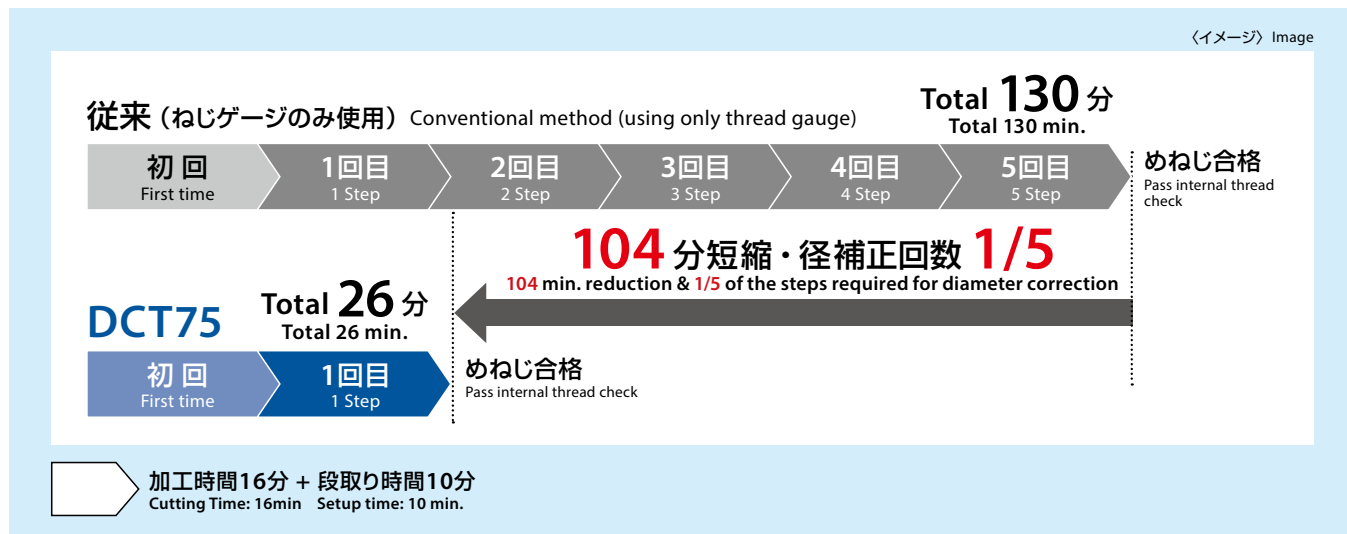 〈イメージ〉 Image
従来（ねじゲージのみ使用） Conventional method (using only thread gauge)
Total 130 分
Total 130 min.
初 回
First time
1回目
1 Step
2回目
2 Step
3回目
3 Step
4回目
4 Step
5回目
5 Step
めねじ合格
Pass internal thread
check
104 分短縮・径補正回数 1/5
104 min. reduction & 1/5 of the steps required for diameter correction
DCT75
Total 26 分
Total 26 min.
初 回
First time
1回目
1 Step
めねじ合格
Pass internal thread check
加工時間16分 + 段取り時間10分
Cutting Time: 16min Setup time: 10 min.